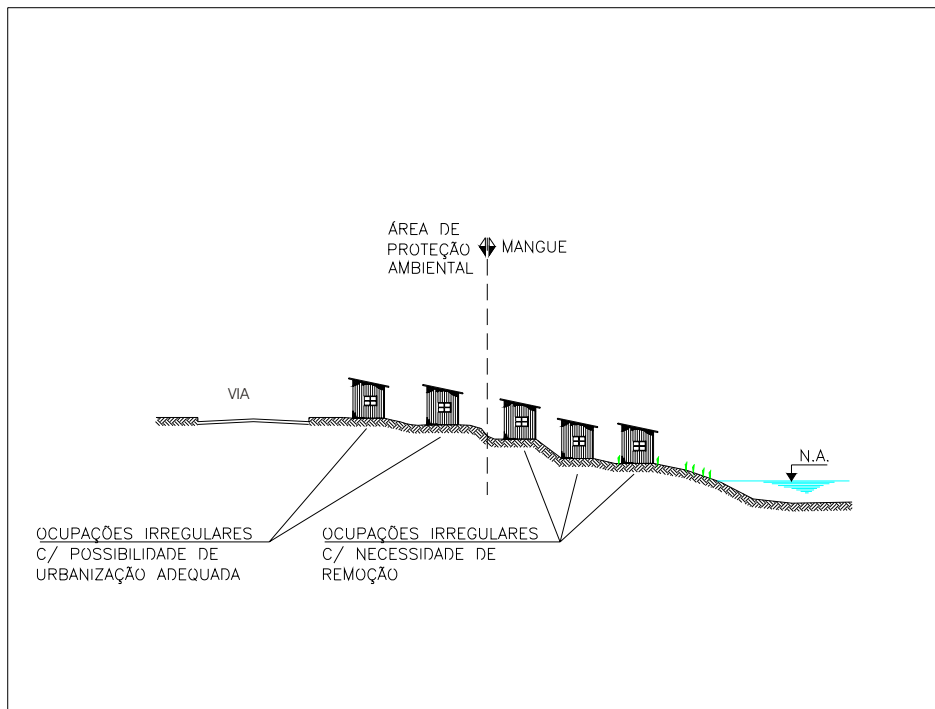 ÁREA DE
PROTEÇÃO
AMBIENTAL
MANGUE
VIA
N.A.
OCUPAÇÕES IRREGULARES
C/ POSSIBILIDADE DE
URBANIZAÇÃO ADEQUADA
OCUPAÇÕES IRREGULARES
C/ NECESSIDADE DE
REMOÇÃO